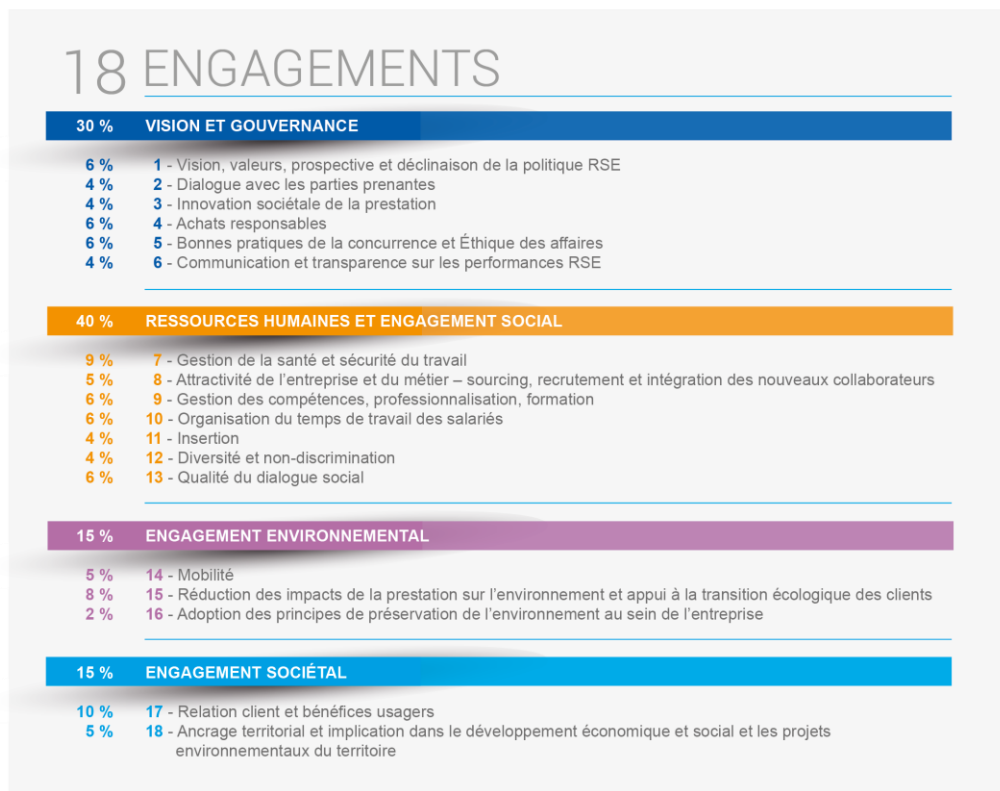 18 ENGAGEMENTS
30 % VISION ET GOUVERNANCE
6 % 1 - Vision, valeurs, prospective et déclinaison de la politique RSE
4 % 2 - Dialogue avec les parties prenantes
4 % 3 - Innovation sociétale de la prestation
6 % 4 - Achats responsables
6 % 5 - Bonnes pratiques de la concurrence et Éthique des affaires
4 % 6 - Communication et transparence sur les performances RSE
40 % RESSOURCES HUMAINES ET ENGAGEMENT SOCIAL
9 % 7 - Gestion de la santé et sécurité du travail
5 % 8 - Attractivité de l’entreprise et du métier – sourcing, recrutement et intégration des nouveaux collaborateurs
6 % 9 - Gestion des compétences, professionnalisation, formation
6 % 10 - Organisation du temps de travail des salariés
4 % 11 - Insertion
4 % 12 - Diversité et non-discrimination
6 % 13 - Qualité du dialogue social
15 % ENGAGEMENT ENVIRONNEMENTAL
5 % 14 - Mobilité
8 % 15 - Réduction des impacts de la prestation sur l’environnement et appui à la transition écologique des clients
2 % 16 - Adoption des principes de préservation de l’environnement au sein de l’entreprise
15 % ENGAGEMENT SOCIÉTAL
10 % 17 - Relation client et bénéfices usagers
5 % 18 - Ancrage territorial et implication dans le développement économique et social et les projets
environnementaux du territoire